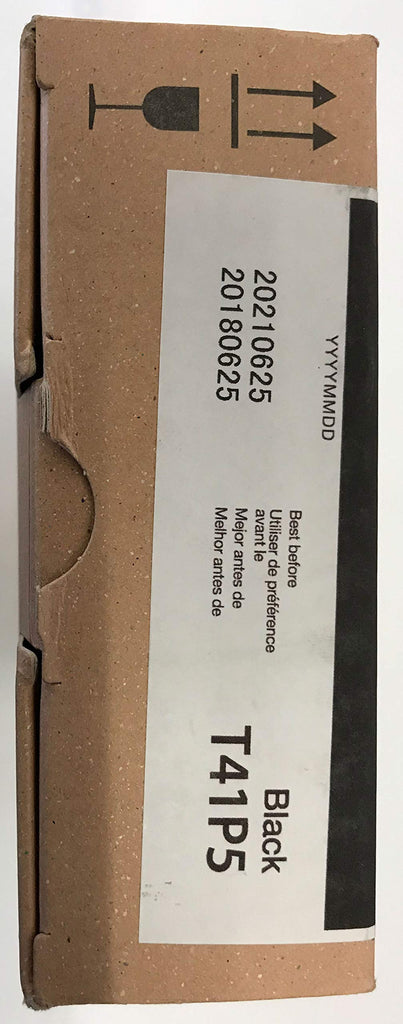 YYYYMMDD
20210625
20180625
Best before
Utiliser de préférence
avant le
Mejor antes de
Melhor antes de
Black
T41P5